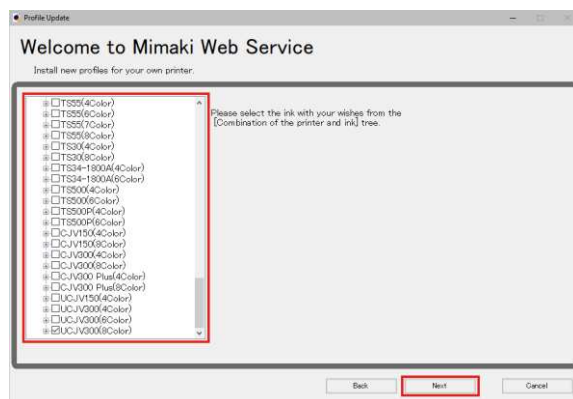 Profile Update
Welcome to Mimaki Web Service
Install new profiles for your own printer.
TS55(4Color)
TS55(6Color)
TS55(7Color)
TS55(8Color)
TS30(4Color)
TS30(8Color)
TS34-1800A(4Color)
TS34-1800A(6Color)
TS500(4Color)
TS500(6Color)
TS500P(4Color)
TS500P(6Color)
CJV150(4Color)
CJV150(8Color)
CJV300(4Color)
CJV300(8Color)
CJV300 Plus(4Color)
CJV300 Plus(8Color)
UCJV150(4Color)
UCJV300(4Color)
UCJV300(6Color)
UCJV300(8Color)
Please select the ink with your wishes from the
[Combination of the printer and ink] tree.
Back Next Cancel